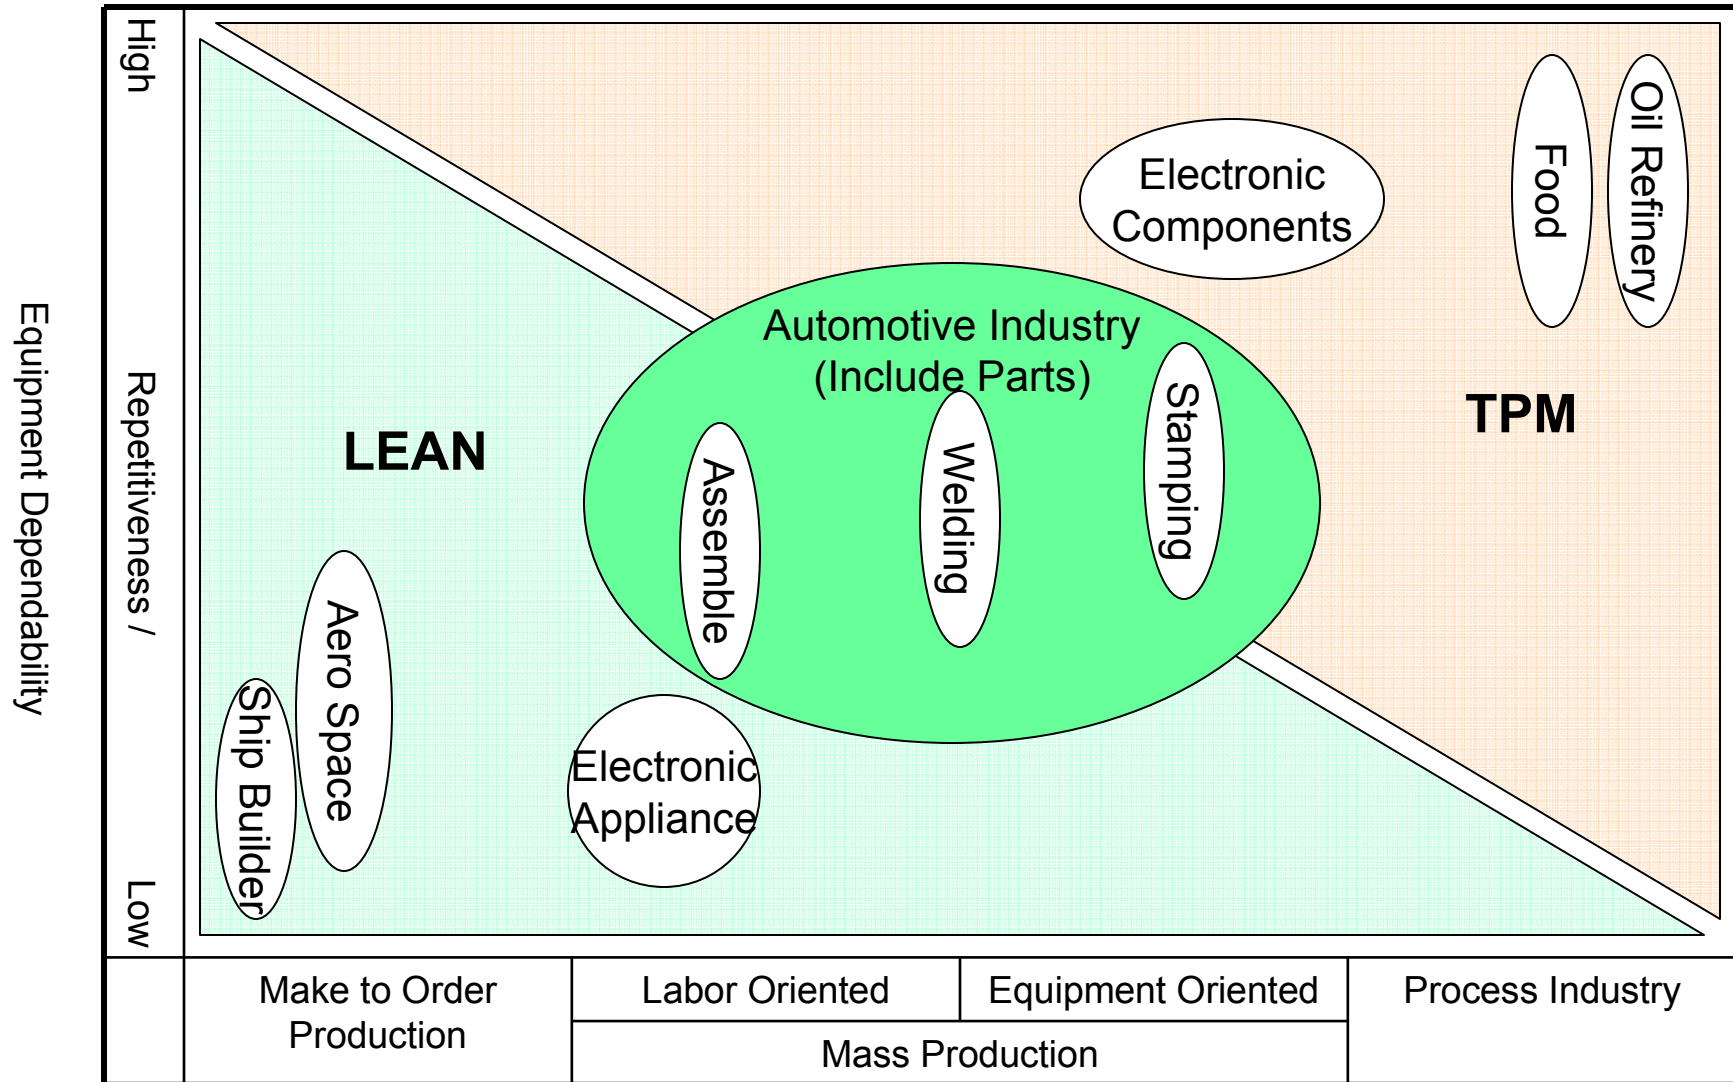 Equipment Dependability
High
Repetitiveness /
Low
LEAN
TPM
Electronic
Components
Food
Oil Refinery
Automotive Industry
(Include Parts)
Assemble
Welding
Stamping
Ship Builder
Aero Space
Electronic
Appliance
Make to Order
Production
Labor Oriented
Equipment Oriented
Mass Production
Process Industry